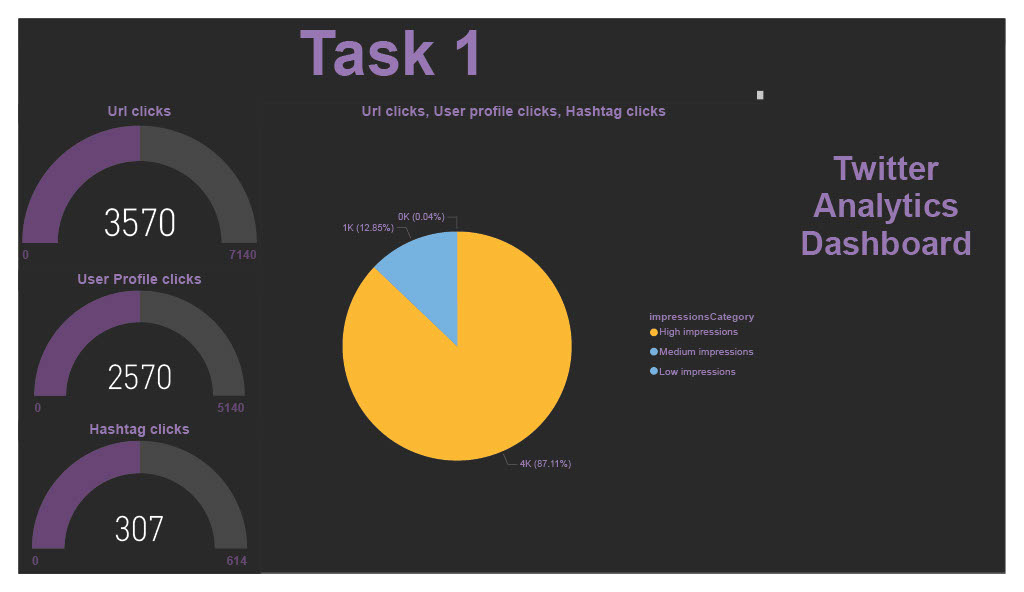 Task 1
Url clicks
3570
0
7140
User Profile clicks
2570
0
5140
Hashtag clicks
307
0
614
Url clicks, User profile clicks, Hashtag clicks
0K (0.04%)
1K (12.85%)
4K (87.11%)
impressionsCategory
High impressions
Medium impressions
Low impressions
Twitter
Analytics
Dashboard